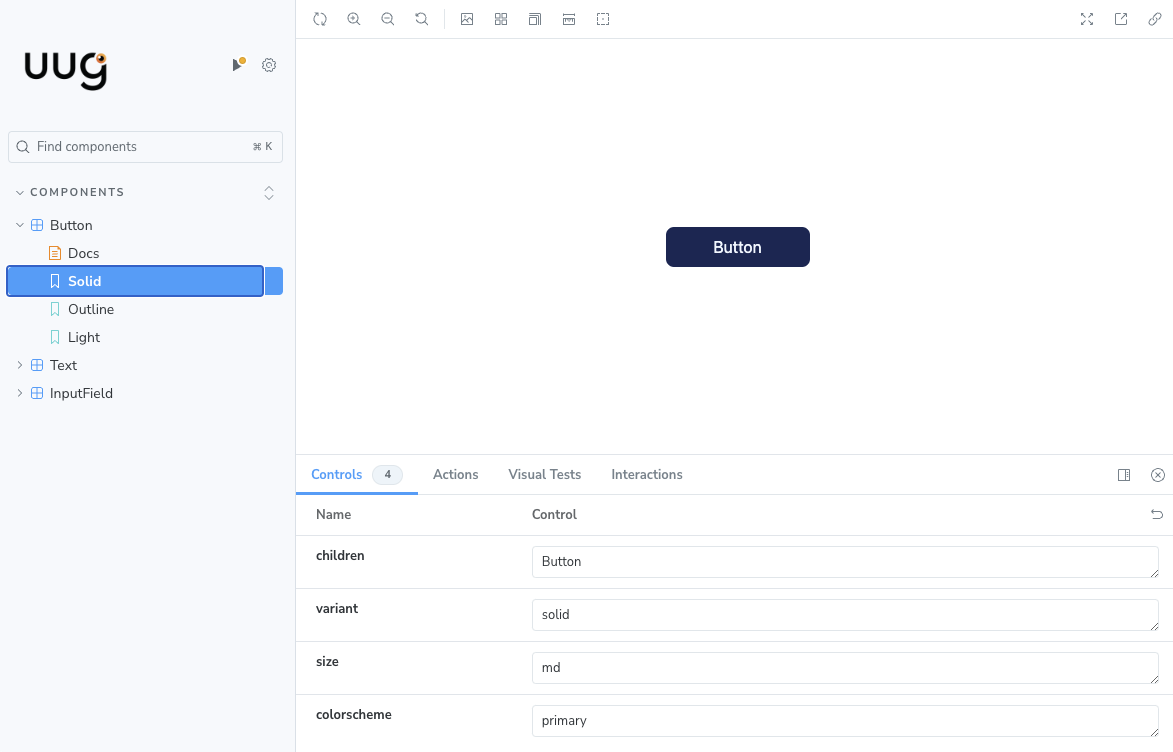 uug
Find components
⌘ K
COMPONENTS
Button
Docs
Solid
Outline
Light
Text
InputField
Button
Controls 4 Actions Visual Tests Interactions
Name Control
children Button
variant solid
size md
colorscheme primary